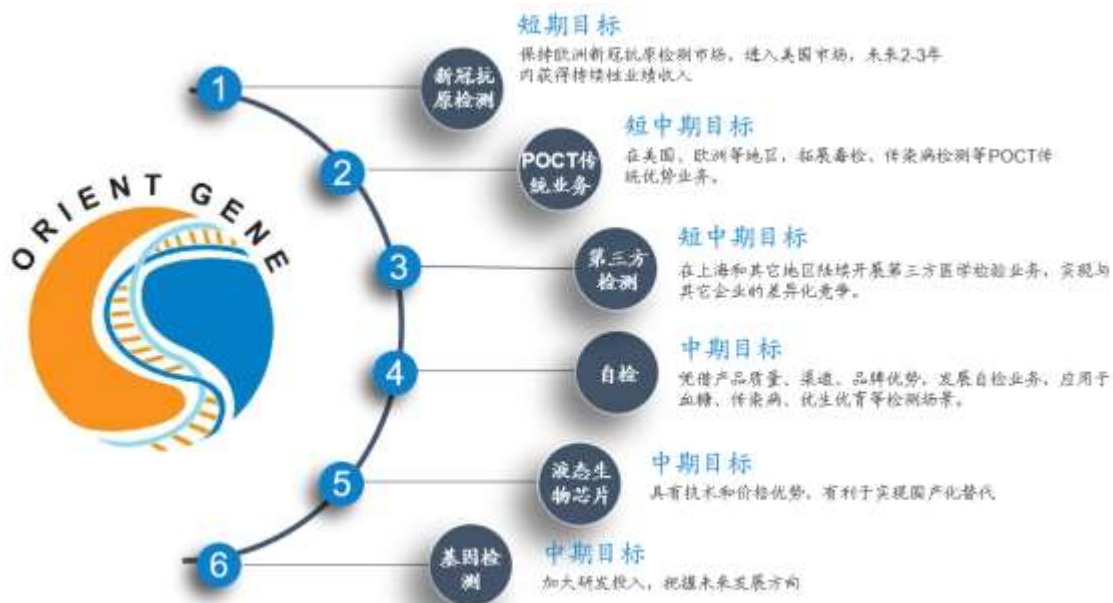 ORIENT GENE
1
新冠抗
原检测
短期目标
保持欧洲新冠抗原检测市场，进入美国市场，未来2-3年
内获得持续性业绩收入
2
POCT传
统业务
短中期目标
在美国、欧洲等地区，拓展毒检、传染病检测等POCT传
统优势业务。
3
第三方
检测
短中期目标
在上海和其它地区陆续开展第三方医学检验业务，实现与
其它企业的差异化竞争。
4
自检
中期目标
凭借产品质量、渠道、品牌优势，发展自检业务，应用于
血糖、传染病、优生优育等检测场景。
5
液态生
物芯片
中期目标
具有技术和价格优势，有利于实现国产化替代
6
基因检
测
中期目标
加大研发投入，把握未来发展方向